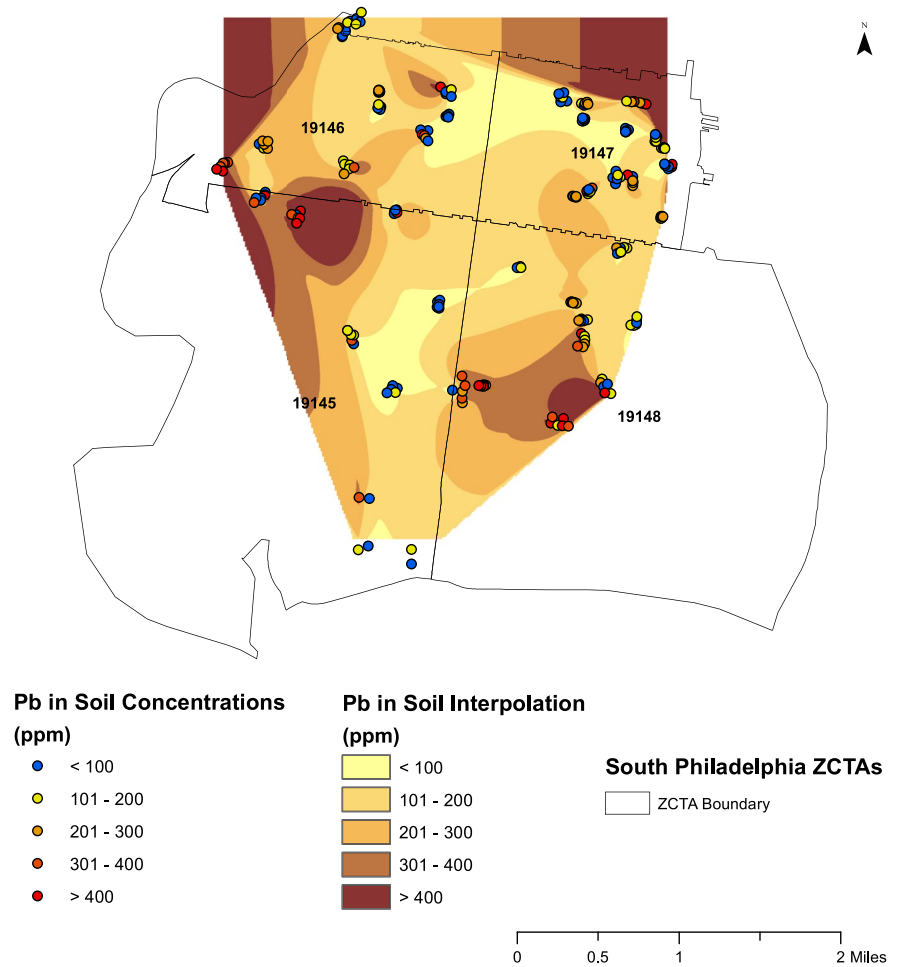 N
19146
19147
19145
19148
Pb in Soil Concentrations
(ppm)
< 100
101 - 200
201 - 300
301 - 400
> 400
Pb in Soil Interpolation
(ppm)
< 100
101 - 200
201 - 300
301 - 400
> 400
South Philadelphia ZCTAs
ZCTA Boundary
0 0.5 1 2 Miles